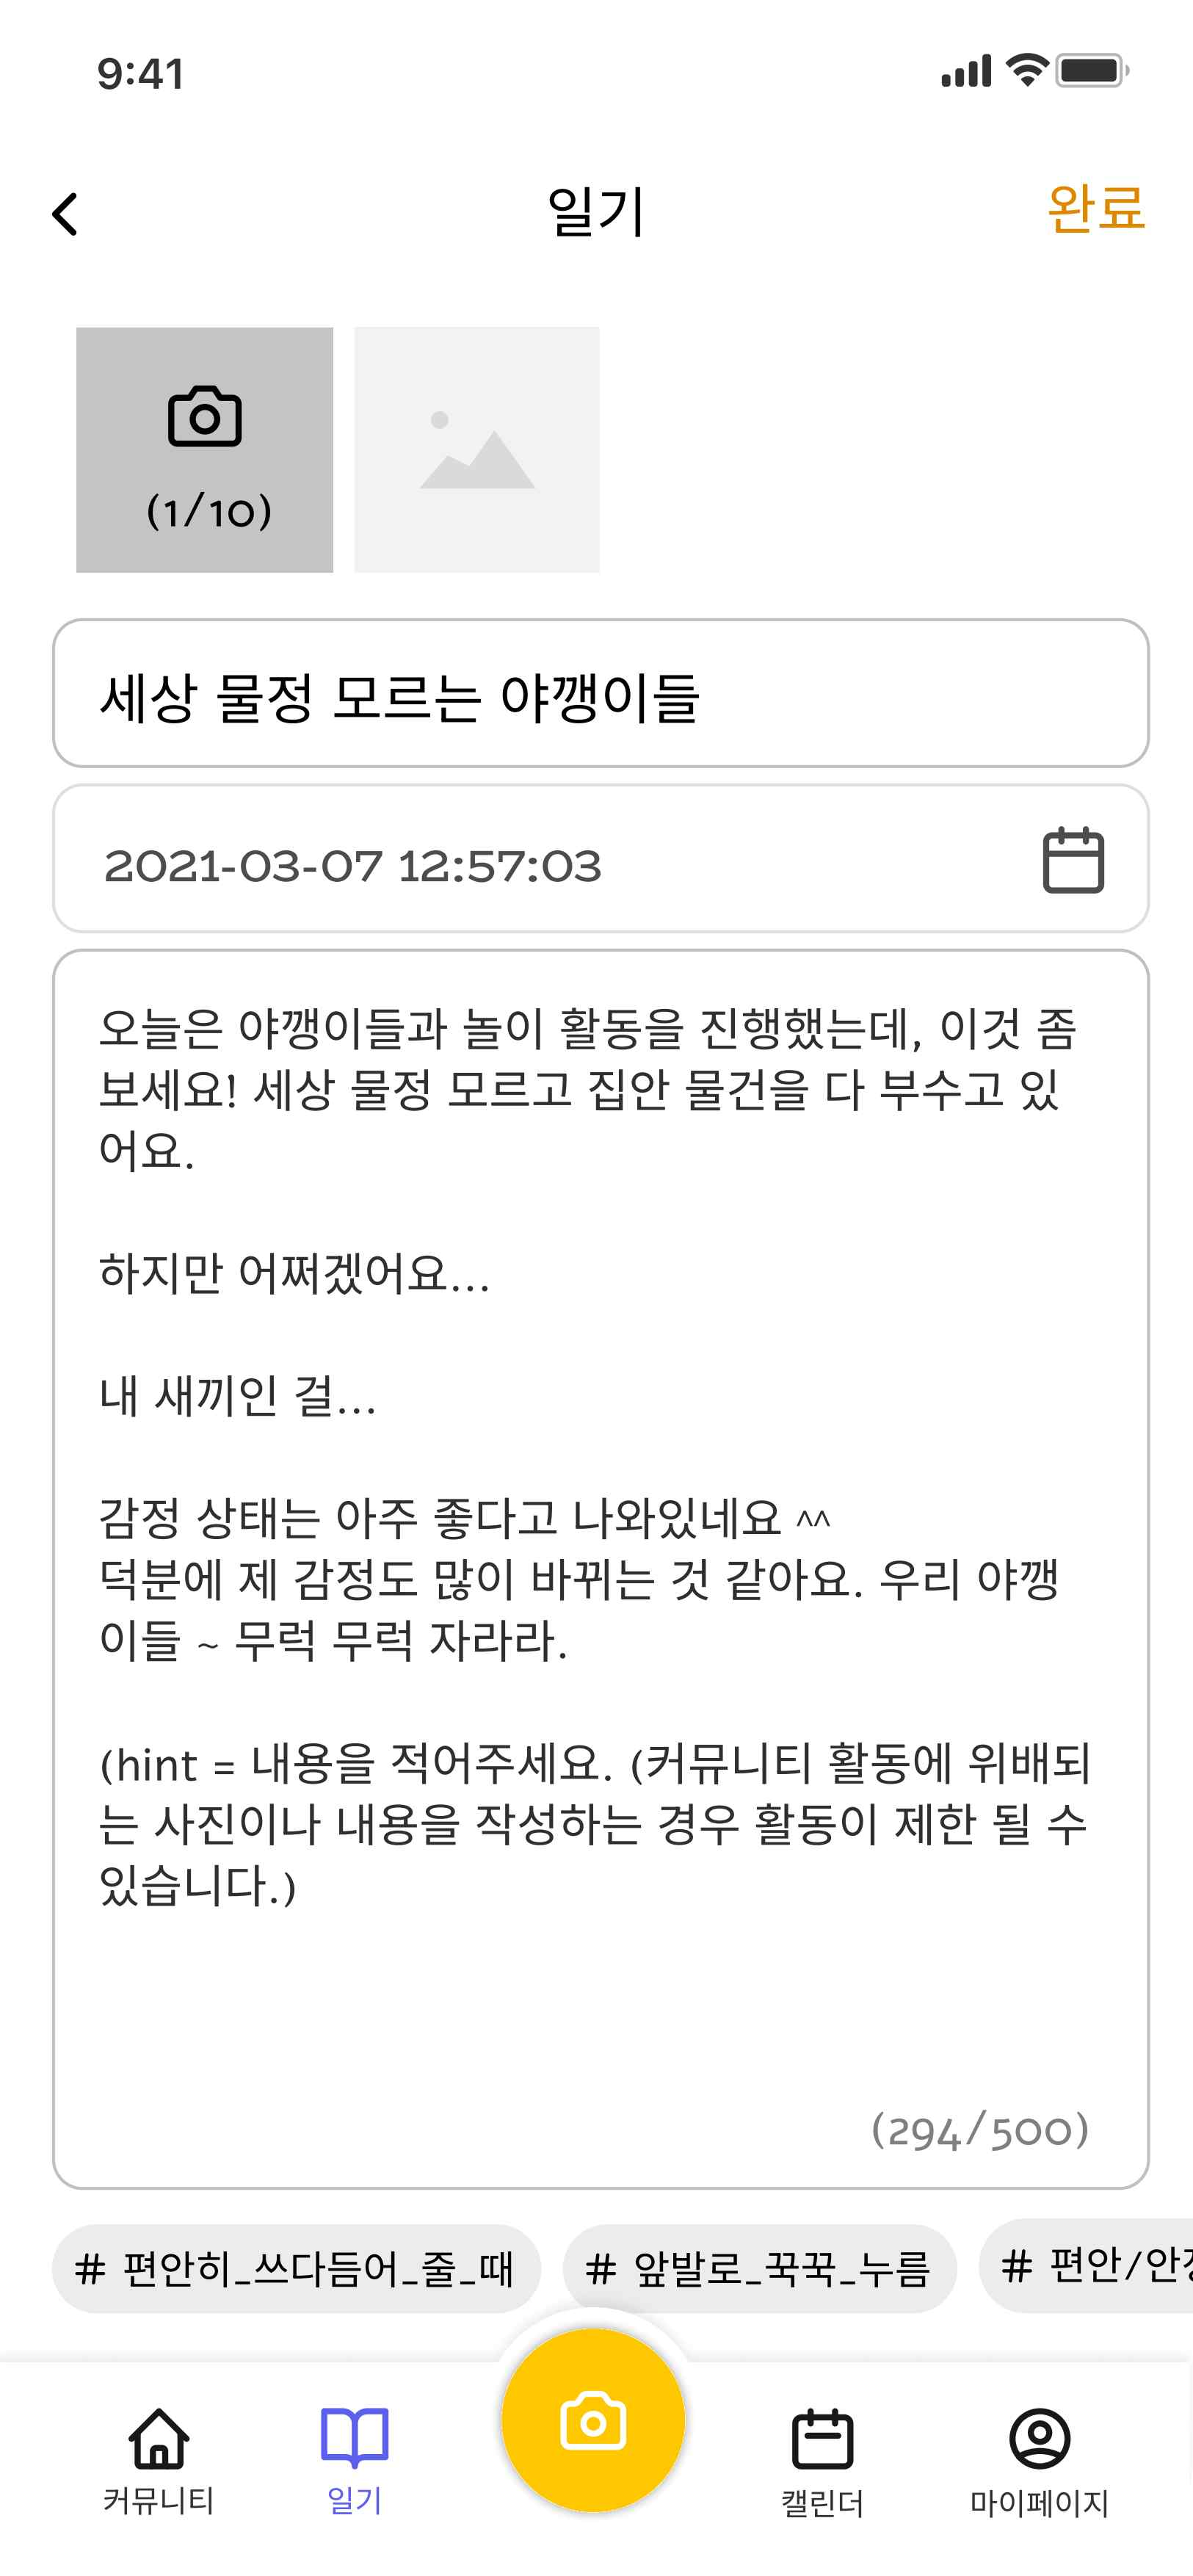 9:41
일기
완료
(1/10)
세상 물정 모르는 야깽이들
2021-03-07 12:57:03
오늘은 야깽이들과 놀이 활동을 진행했는데, 이것 좀
보세요! 세상 물정 모르고 집안 물건을 다 부수고 있
어요.
하지만 어쩌겠어요...
내 새끼인 걸...
감정 상태는 아주 좋다고 나와있네요 ^^
덕분에 제 감정도 많이 바뀌는 것 같아요. 우리 야깽
이들 ~ 무럭 무럭 자라라.
(hint = 내용을 적어주세요. (커뮤니티 활동에 위배되
는 사진이나 내용을 작성하는 경우 활동이 제한 될 수
있습니다.)
(294/500)
# 편안히_쓰다듬어_줄_때
# 앞발로_꾹꾹_누름
# 편안/안
커뮤니티
일기
캘린더
마이페이지